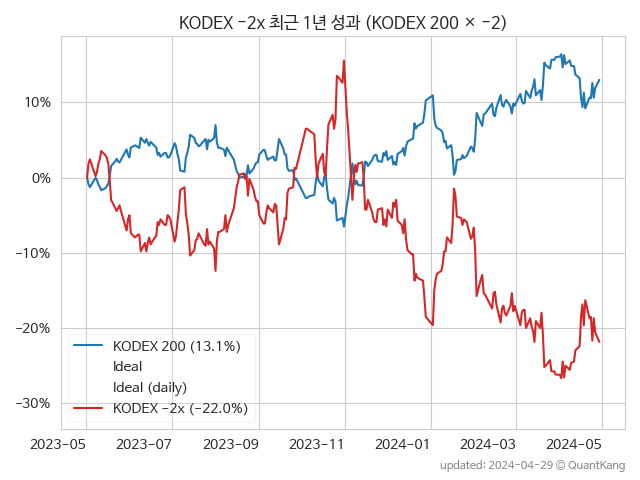 KODEX -2x 최근 1년 성과 (KODEX 200 × -2)
10%
0%
−10%
−20%
−30%
KODEX 200 (13.1%)
Ideal
Ideal (daily)
KODEX -2x (-22.0%)
2023-05 2023-07 2023-09 2023-11 2024-01 2024-03 2024-05
updated: 2024-04-29 © QuantKang